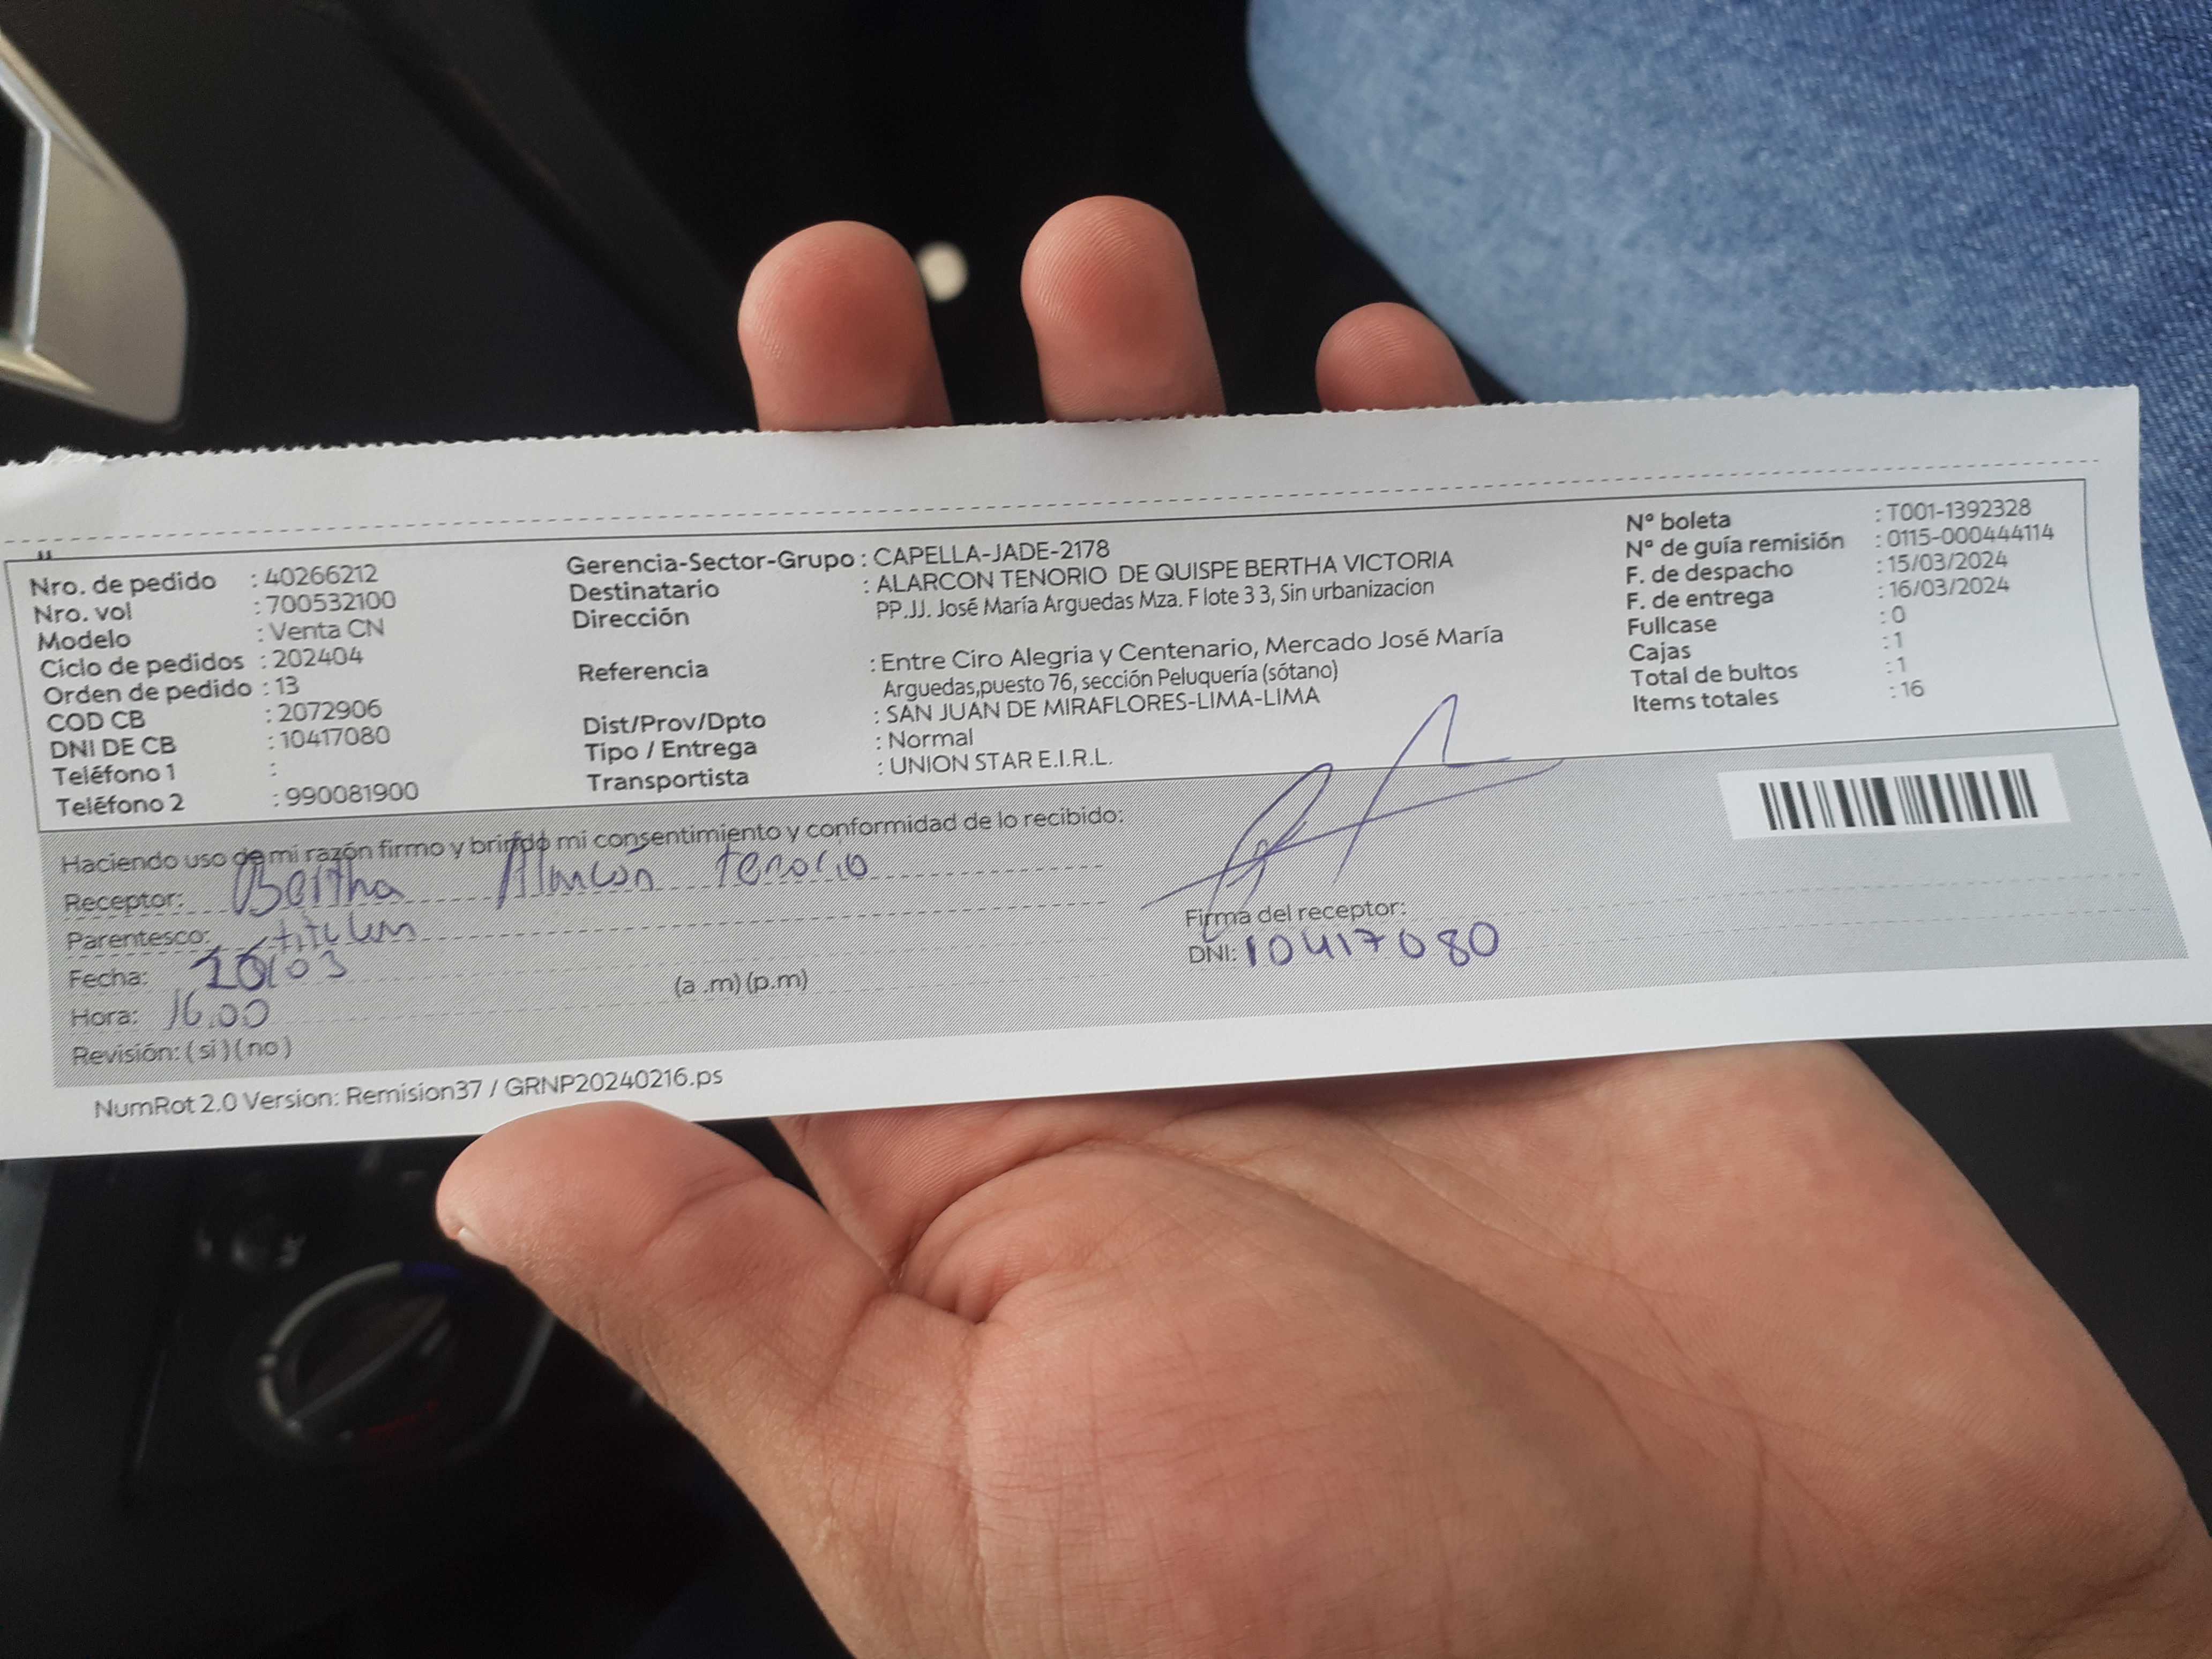 Nro. de pedido : 40266212
Nro. vol : 700532100
Modelo : Venta CN
Ciclo de pedidos : 202404
Orden de pedido : 13
COD CB : 2072906
DNI DE CB : 10417080
Teléfono 1 :
Teléfono 2 : 990081900
Gerencia-Sector-Grupo : CAPELLA-JADE-2178
Destinatario : ALARCON TENORIO DE QUISPE BERTHA VICTORIA
Dirección PP.JJ. José María Arguedas Mza. F lote 3 3, Sin urbanizacion
Referencia : Entre Ciro Alegria y Centenario, Mercado José María
Arguedas,puesto 76, sección Peluquería (sótano)
Dist/Prov/Dpto : SAN JUAN DE MIRAFLORES-LIMA-LIMA
Tipo / Entrega : Normal
Transportista : UNION STAR E.I.R.L.
N° boleta : T001-1392328
N° de guía remisión : 0115-000444114
F. de despacho : 15/03/2024
F. de entrega : 16/03/2024
Fullcase : 0
Cajas : 1
Total de bultos : 1
Items totales : 16
Haciendo uso de mi razón firmo y brindo mi consentimiento y conformidad de lo recibido:
Receptor: Bertha Alarcón tenorio
Parentesco: titular
Fecha: 16/03
Hora: 16.00 (a .m) (p.m)
Revisión: ( si ) ( no )
Firma del receptor:
DNI: 10417080
NumRot 2.0 Version: Remision37 / GRNP20240216.ps